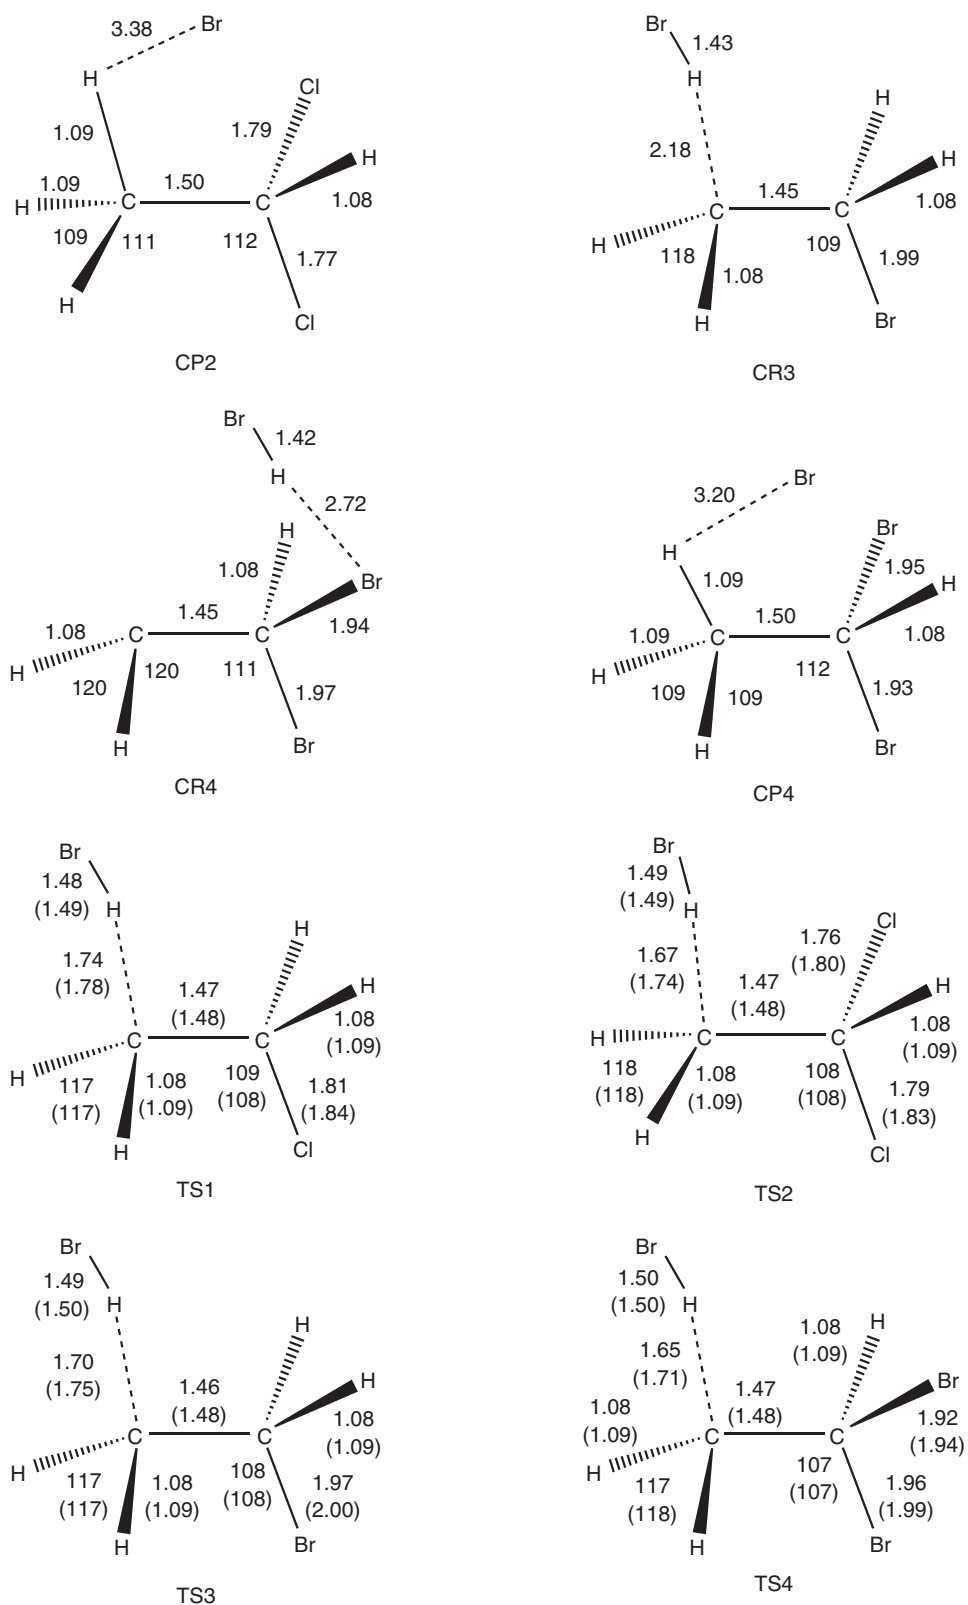 3.38 Br
H
Cl
1.09
1.79
H
1.09
1.50
H
C
C
1.08
109
111
112
1.77
H
Cl
CP2
Br
1.43
H
H
2.18
H
1.45
C
C
1.08
H
118
109
1.99
1.08
H
Br
CR3
Br
1.42
H
2.72
H
1.08
Br
1.45
1.08
C
C
1.94
H
120
120
111
1.97
H
Br
CR4
Br
3.20
H
Br
1.09
1.95
H
1.50
1.09
C
C
1.08
H
109
109
112
1.93
H
Br
CP4
Br
1.48
(1.49)
H
H
1.74
(1.78)
1.47
(1.48)
H
C
C
1.08
(1.09)
H
117
(117)
1.08
(1.09)
109
(108)
1.81
(1.84)
H
Cl
TS1
Br
1.49
(1.49)
H
Cl
1.67
(1.74)
1.76
(1.80)
1.47
(1.48)
H
H
C
C
1.08
(1.09)
118
(118)
1.08
(1.09)
108
(108)
1.79
(1.83)
H
Cl
TS2
Br
1.49
(1.50)
H
H
1.70
(1.75)
1.46
(1.48)
H
C
C
1.08
(1.09)
H
117
(117)
1.08
(1.09)
108
(108)
1.97
(2.00)
H
Br
TS3
Br
1.50
(1.50)
H
H
1.08
(1.09)
1.65
(1.71)
1.47
(1.48)
Br
1.08
(1.09)
C
C
1.92
(1.94)
H
117
(118)
107
(107)
1.96
(1.99)
H
Br
TS4